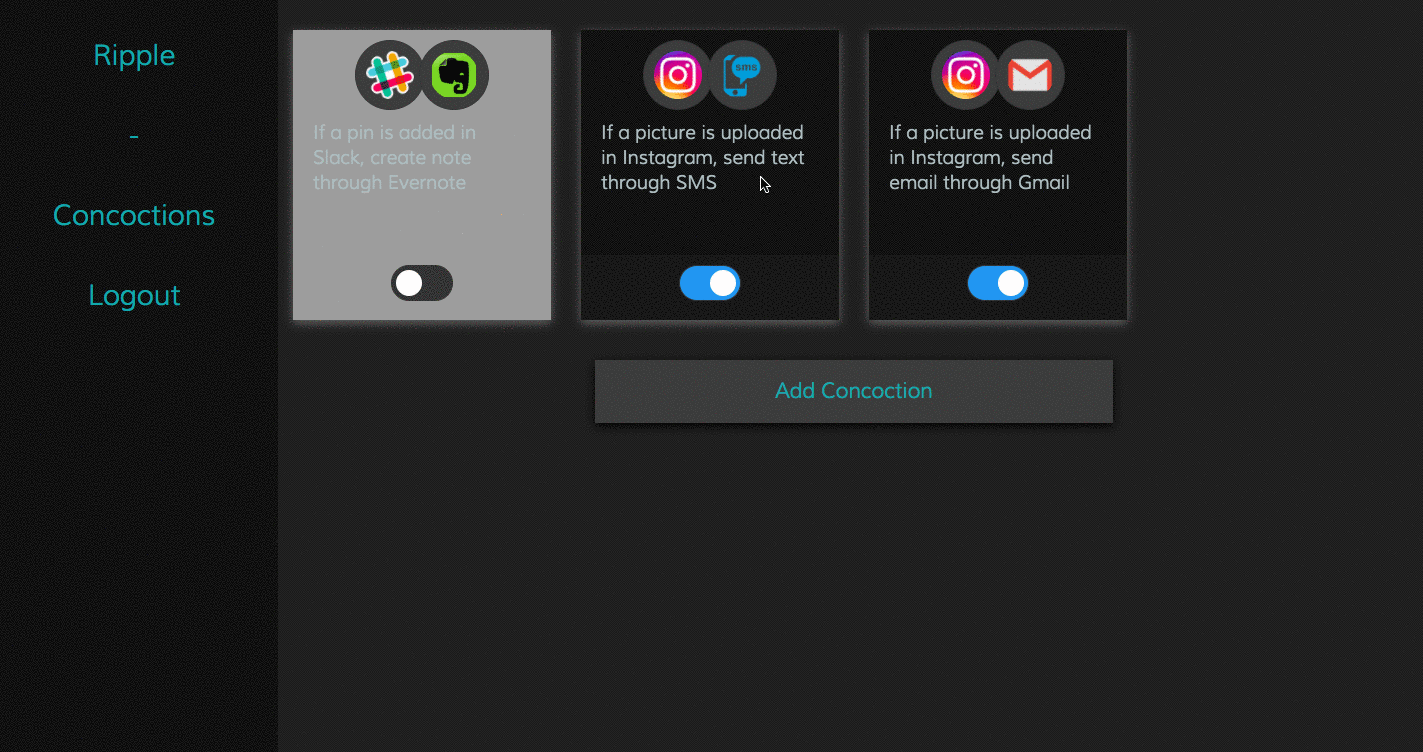 Ripple
-
Concoctions
Logout
If a pin is added in
Slack, create note
through Evernote
sms
If a picture is uploaded
in Instagram, send text
through SMS
If a picture is uploaded
in Instagram, send
email through Gmail
Add Concoction